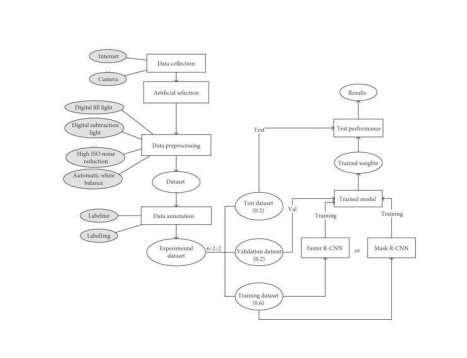 Internet
Camera
Data collection
Artificial selection
Digital fill light
Digital subtraction
light
High ISO noise
reduction
Automatic white
balance
Data preprocessing
Dataset
Labelme
LabelImg
Data annotation
Experimental
dataset
6:2:2
Test dataset
(0.2)
Validation dataset
(0.2)
Training dataset
(0.6)
Test
Val
Results
Test performance
Trained weights
Trained model
Training
Training
Faster R-CNN
or
Mask R-CNN